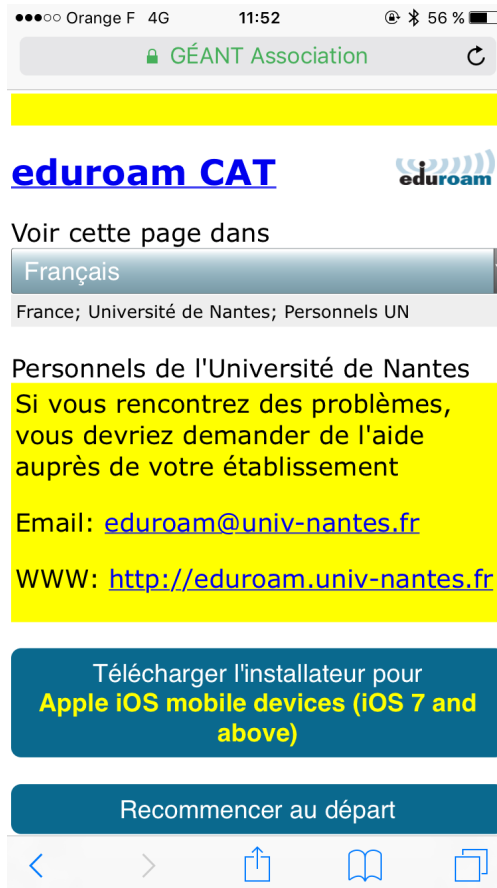 Orange F 4G 11:52 56 %
GÉANT Association
eduroam CAT
eduroam
Voir cette page dans
Français
France; Université de Nantes; Personnels UN
Personnels de l'Université de Nantes
Si vous rencontrez des problèmes,
vous devriez demander de l'aide
auprès de votre établissement
Email: eduroam@univ-nantes.fr
WWW: http://eduroam.univ-nantes.fr
Télécharger l'installateur pour
Apple iOS mobile devices (iOS 7 and
above)
Recommencer au départ